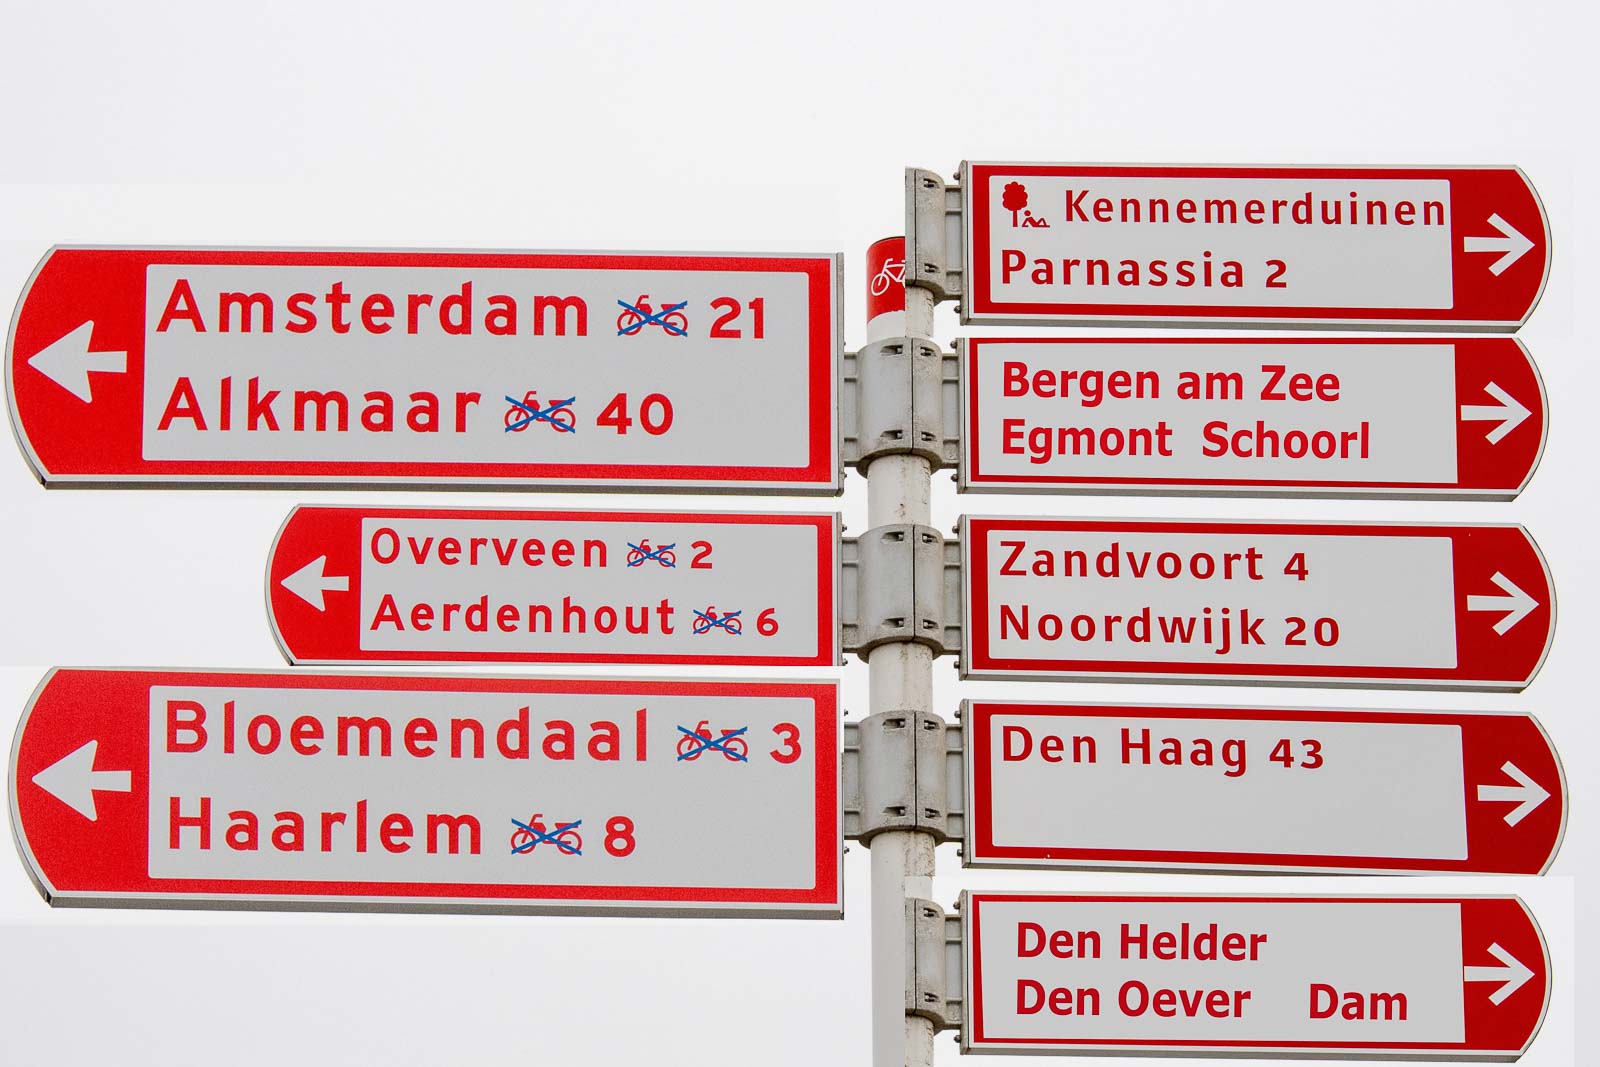 Amsterdam 21
Alkmaar 40
Overveen 2
Aerdenhout 6
Bloemendaal 3
Haarlem 8
Kennemerduinen
Parnassia 2
Bergen am Zee
Egmont Schoorl
Zandvoort 4
Noordwijk 20
Den Haag 43
Den Helder
Den Oever Dam